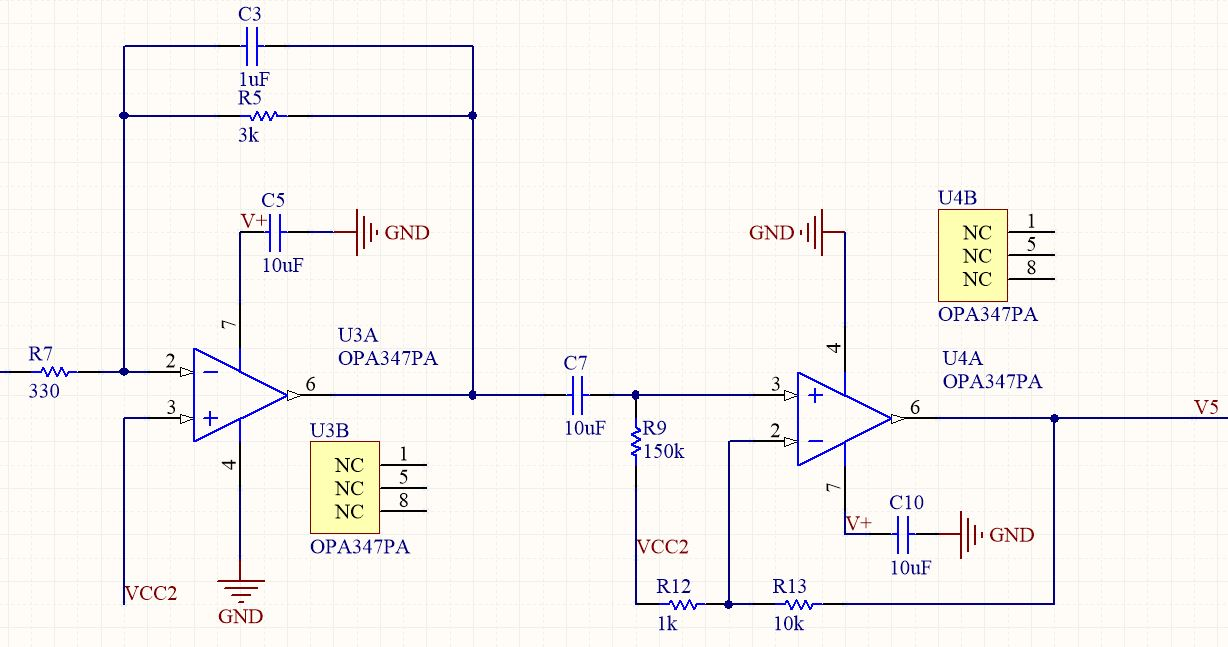 C3
1uF
R5
3k
C5
V+
GND
10uF
7
U3A
OPA347PA
R7
330
2
3
6
4
U3B
NC 1
NC 5
NC 8
OPA347PA
VCC2
GND
C7
10uF
R9
150k
VCC2
R12
1k
R13
10k
GND
4
3
2
6
7
U4A
OPA347PA
U4B
NC 1
NC 5
NC 8
OPA347PA
V5
V+
C10
GND
10uF